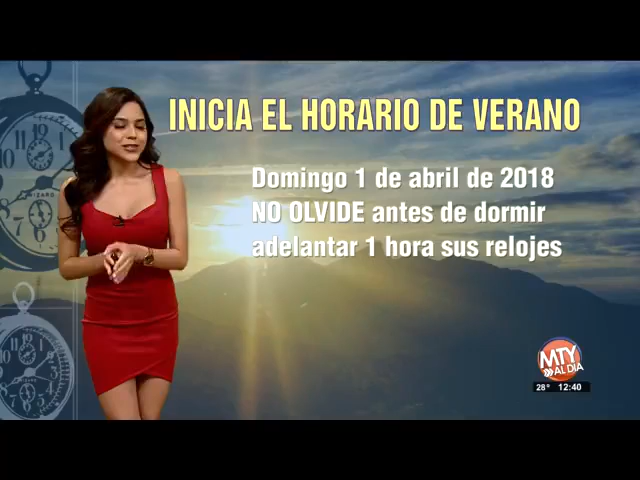 INICIA EL HORARIO DE VERANO
Domingo 1 de abril de 2018
NO OLVIDE antes de dormir
adelantar 1 hora sus relojes
MTY
AL DIA
28° 12:40